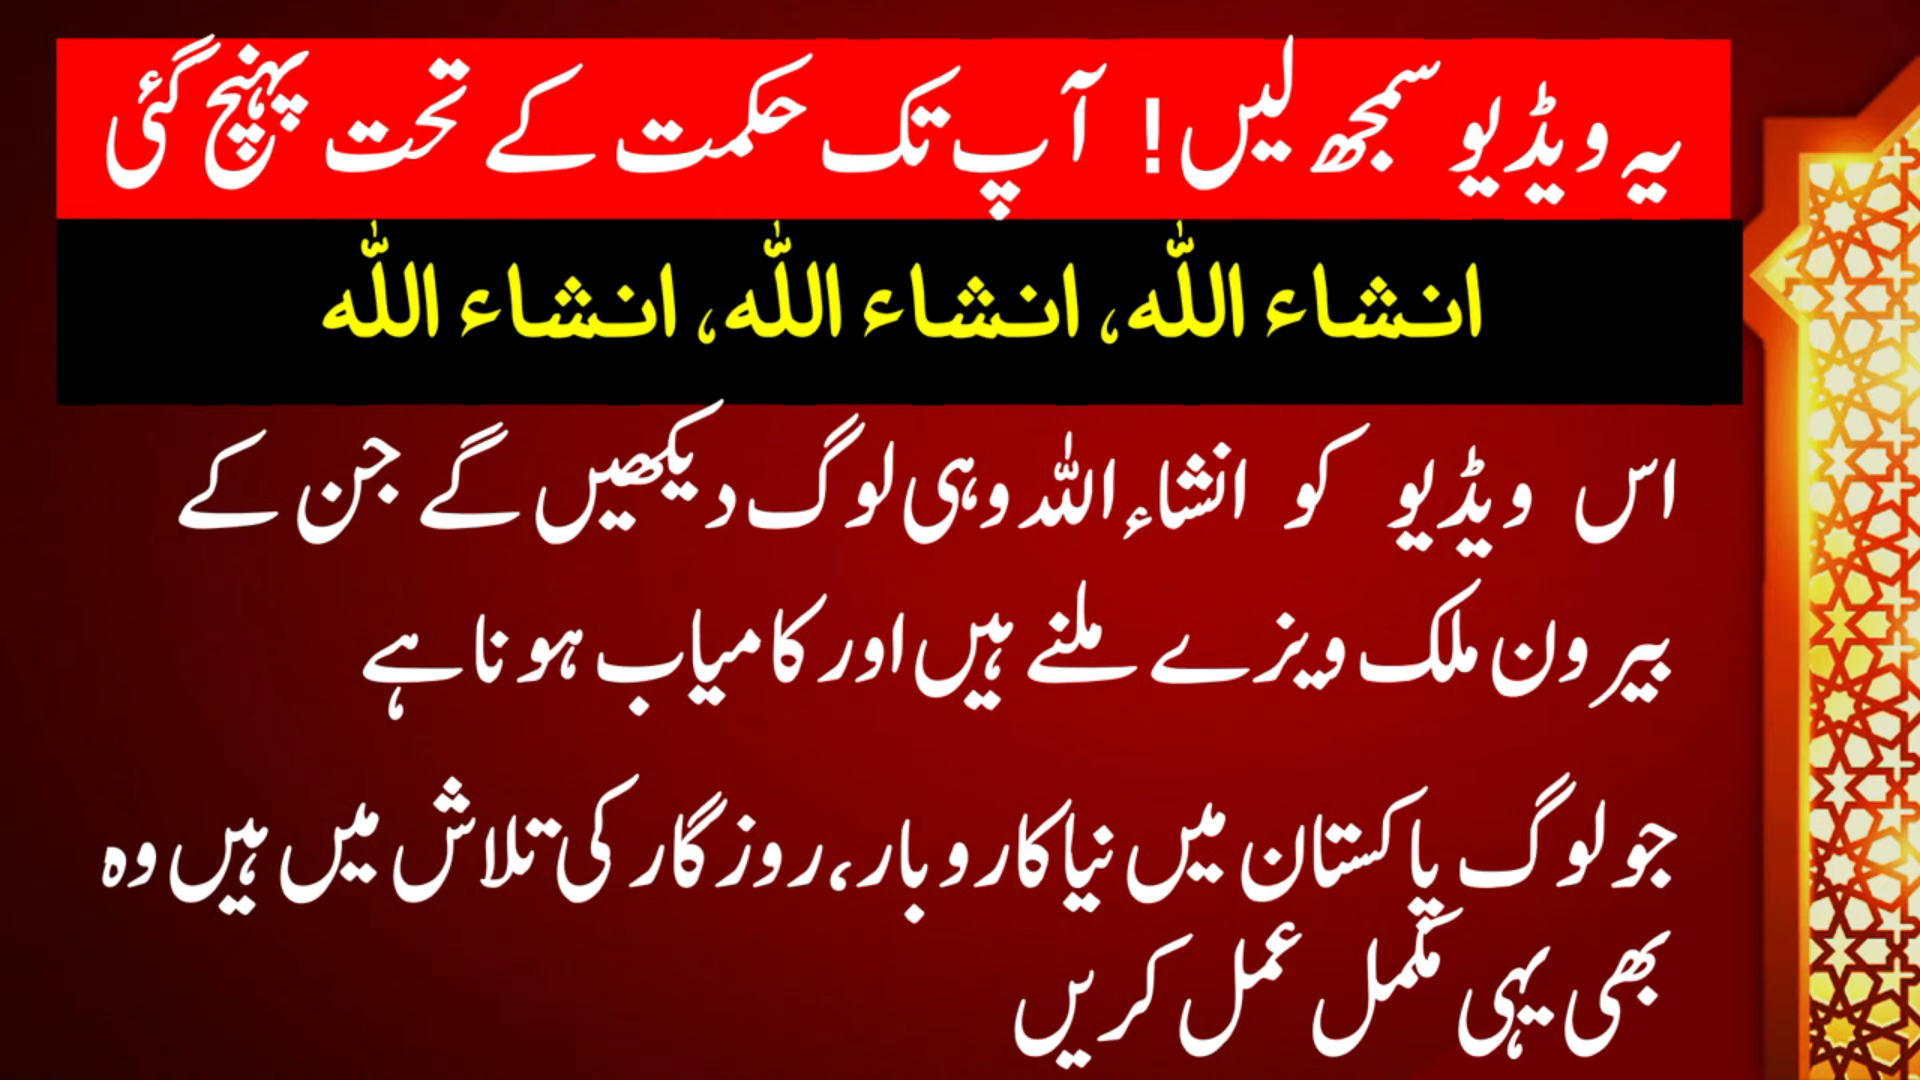 یہ ویڈیو سمجھ لیں! آپ تک حکمت کے تحت پہنچ گئی
انشاء اللّٰہ، انشاء اللّٰہ، انشاء اللّٰہ
اس ویڈیو کو انشاء اللہ وہی لوگ دیکھیں گے جن کے
بیرون ملک ویزے ملنے ہیں اور کامیاب ہونا ہے
جو لوگ پاکستان میں نیا کاروبار، روزگار کی تلاش میں ہیں وہ
بھی یہی مکمل عمل کریں